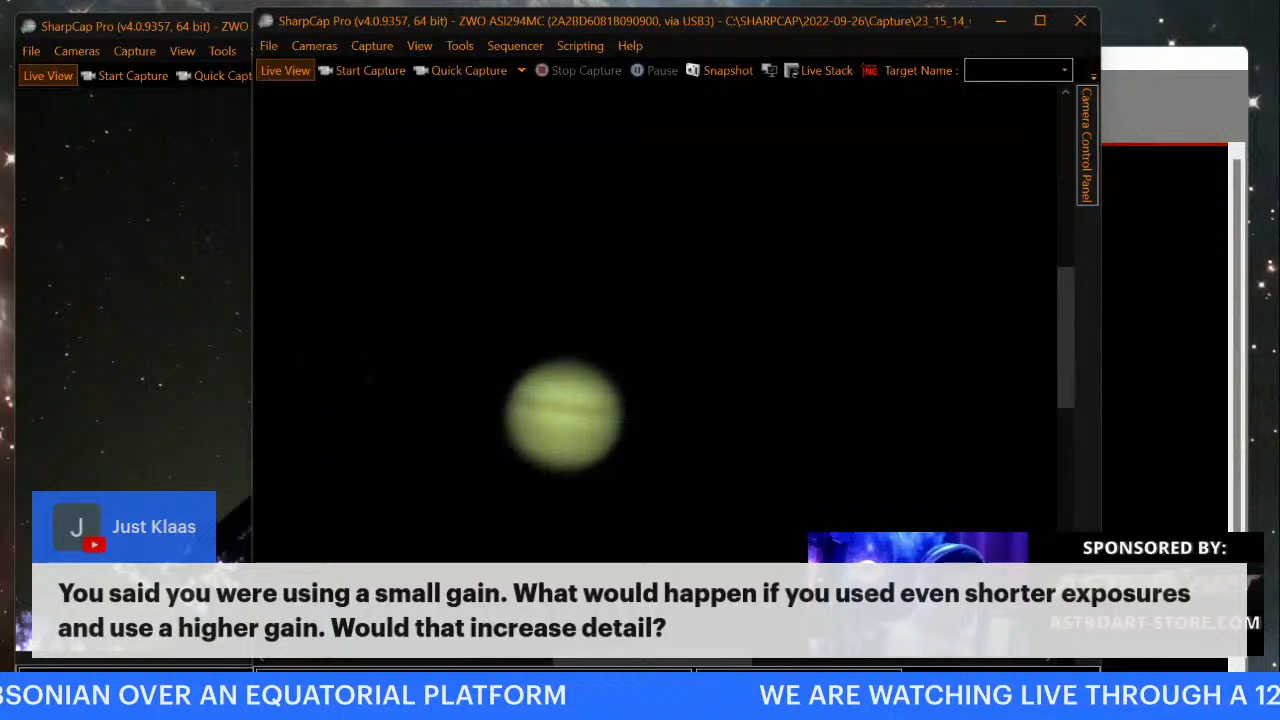 SharpCap Pro (v4.0.9357, 64 bit) - ZWO
File Cameras Capture View Tools
Live View Start Capture Quick Capt
SharpCap Pro (v4.0.9357, 64 bit) - ZWO ASI294MC (2A2BD6081B090900, via USB3) - C:\SHARPCAP\2022-09-26\Capture\23_15_14_
File Cameras Capture View Tools Sequencer Scripting Help
Live View Start Capture Quick Capture Stop Capture Pause Snapshot Live Stack Target Name :
Camera Control Panel
J Just Klaas
SPONSORED BY:
ASTROART-STORE.COM
You said you were using a small gain. What would happen if you used even shorter exposures
and use a higher gain. Would that increase detail?
BSONIAN OVER AN EQUATORIAL PLATFORM WE ARE WATCHING LIVE THROUGH A 12